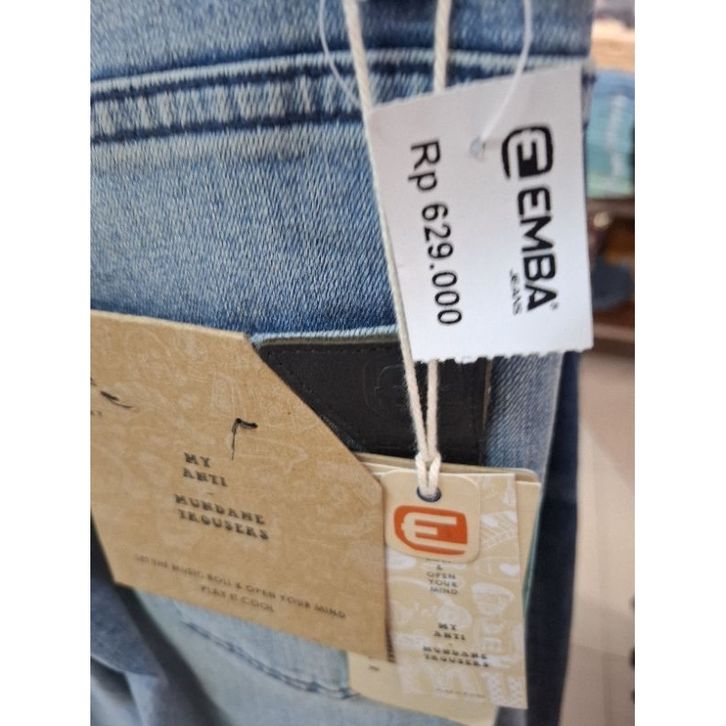 EMBA
JEANS
Rp 629.000
MY
ANTI
-
MUNDANE
TROUSERS
LET THE MUSIC ROLL & OPEN YOUR MIND
PLAY IT COOL
&
OPEN
YOUR
MIND
MY
ANTI
-
MUNDANE
TROUSERS